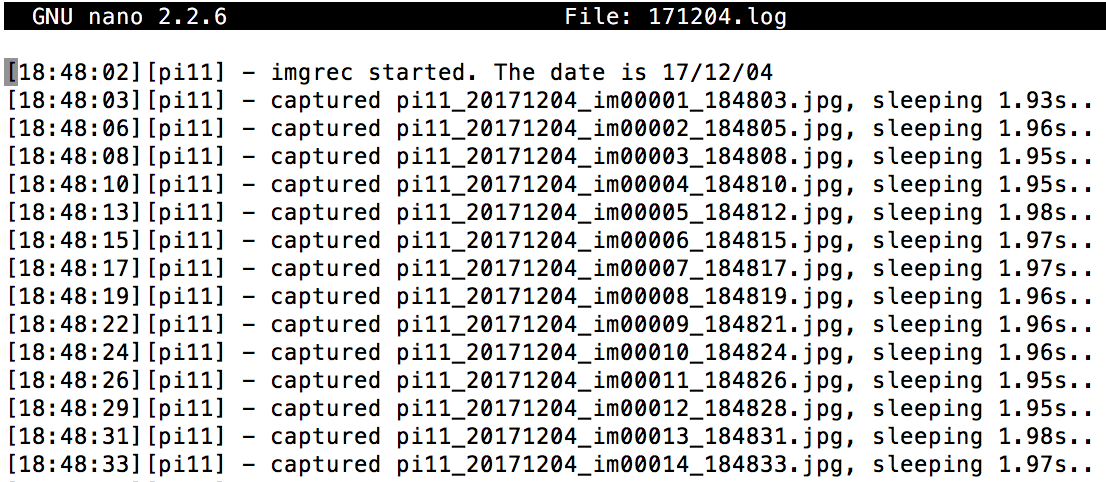 GNU nano 2.2.6 File: 171204.log
[18:48:02][pi11] - imgrec started. The date is 17/12/04
[18:48:03][pi11] - captured pi11_20171204_im00001_184803.jpg, sleeping 1.93s..
[18:48:06][pi11] - captured pi11_20171204_im00002_184805.jpg, sleeping 1.96s..
[18:48:08][pi11] - captured pi11_20171204_im00003_184808.jpg, sleeping 1.95s..
[18:48:10][pi11] - captured pi11_20171204_im00004_184810.jpg, sleeping 1.95s..
[18:48:13][pi11] - captured pi11_20171204_im00005_184812.jpg, sleeping 1.98s..
[18:48:15][pi11] - captured pi11_20171204_im00006_184815.jpg, sleeping 1.97s..
[18:48:17][pi11] - captured pi11_20171204_im00007_184817.jpg, sleeping 1.97s..
[18:48:19][pi11] - captured pi11_20171204_im00008_184819.jpg, sleeping 1.96s..
[18:48:22][pi11] - captured pi11_20171204_im00009_184821.jpg, sleeping 1.96s..
[18:48:24][pi11] - captured pi11_20171204_im00010_184824.jpg, sleeping 1.96s..
[18:48:26][pi11] - captured pi11_20171204_im00011_184826.jpg, sleeping 1.95s..
[18:48:29][pi11] - captured pi11_20171204_im00012_184828.jpg, sleeping 1.95s..
[18:48:31][pi11] - captured pi11_20171204_im00013_184831.jpg, sleeping 1.98s..
[18:48:33][pi11] - captured pi11_20171204_im00014_184833.jpg, sleeping 1.97s..